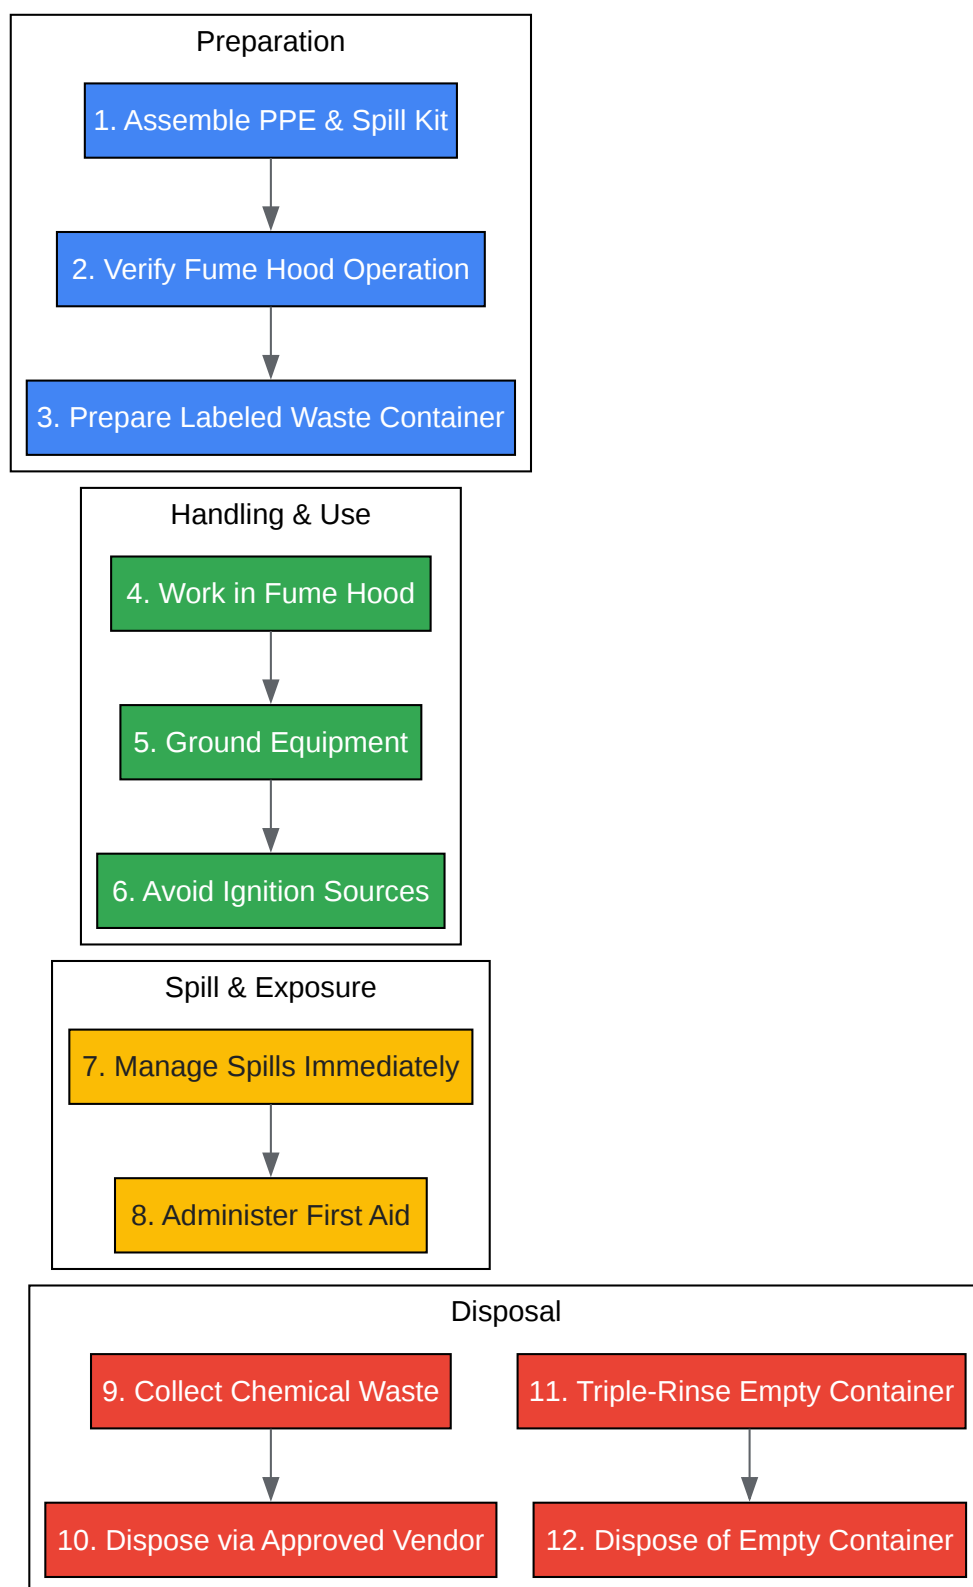 Preparation
1. Assemble PPE & Spill Kit
2. Verify Fume Hood Operation
3. Prepare Labeled Waste Container
Handling & Use
4. Work in Fume Hood
5. Ground Equipment
6. Avoid Ignition Sources
Spill & Exposure
7. Manage Spills Immediately
8. Administer First Aid
Disposal
9. Collect Chemical Waste
11. Triple-Rinse Empty Container
10. Dispose via Approved Vendor
12. Dispose of Empty Container